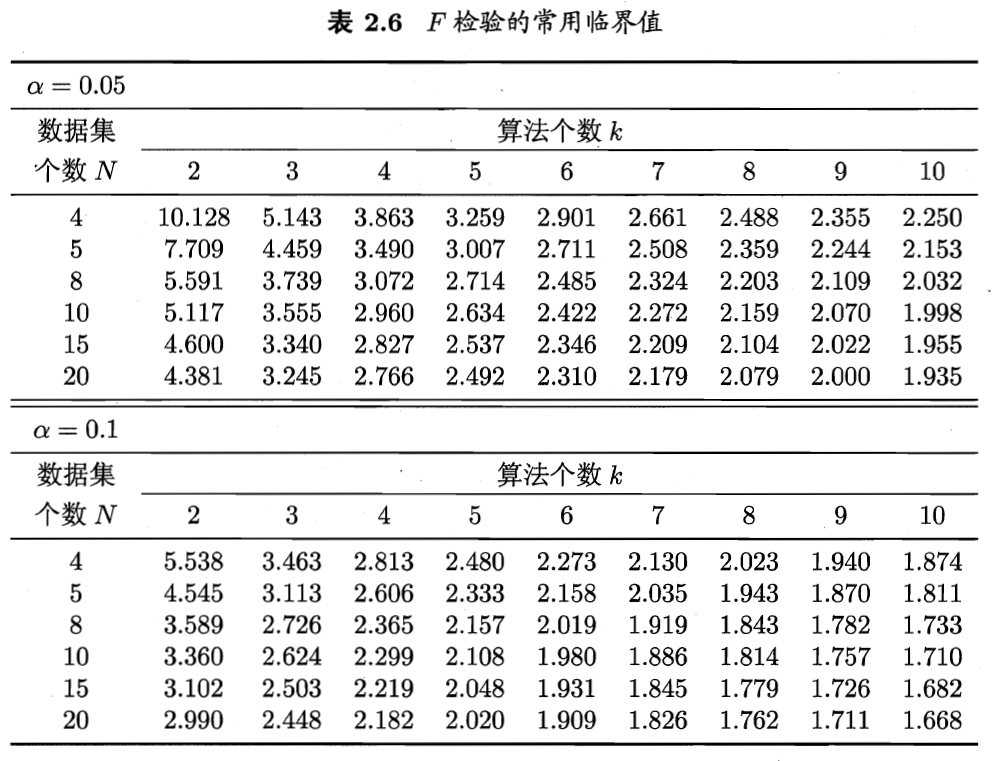 表 2.6 F 检验的常用临界值
α = 0.05
数据集 算法个数 k
个数 N 2 3 4 5 6 7 8 9 10
4 10.128 5.143 3.863 3.259 2.901 2.661 2.488 2.355 2.250
5 7.709 4.459 3.490 3.007 2.711 2.508 2.359 2.244 2.153
8 5.591 3.739 3.072 2.714 2.485 2.324 2.203 2.109 2.032
10 5.117 3.555 2.960 2.634 2.422 2.272 2.159 2.070 1.998
15 4.600 3.340 2.827 2.537 2.346 2.209 2.104 2.022 1.955
20 4.381 3.245 2.766 2.492 2.310 2.179 2.079 2.000 1.935
α = 0.1
数据集 算法个数 k
个数 N 2 3 4 5 6 7 8 9 10
4 5.538 3.463 2.813 2.480 2.273 2.130 2.023 1.940 1.874
5 4.545 3.113 2.606 2.333 2.158 2.035 1.943 1.870 1.811
8 3.589 2.726 2.365 2.157 2.019 1.919 1.843 1.782 1.733
10 3.360 2.624 2.299 2.108 1.980 1.886 1.814 1.757 1.710
15 3.102 2.503 2.219 2.048 1.931 1.845 1.779 1.726 1.682
20 2.990 2.448 2.182 2.020 1.909 1.826 1.762 1.711 1.668